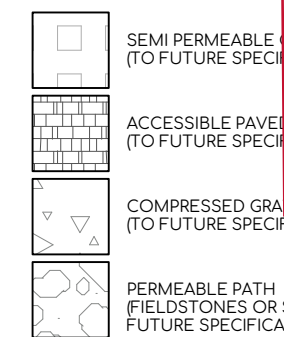 SEMI PERMEABLE
(TO FUTURE
ACCESSIBLE PAVED
(TO FUTURE
COMPRESSED
(TO FUTURE
PERMEABLE PATH
(FIELDSTONES OR
FUTURE